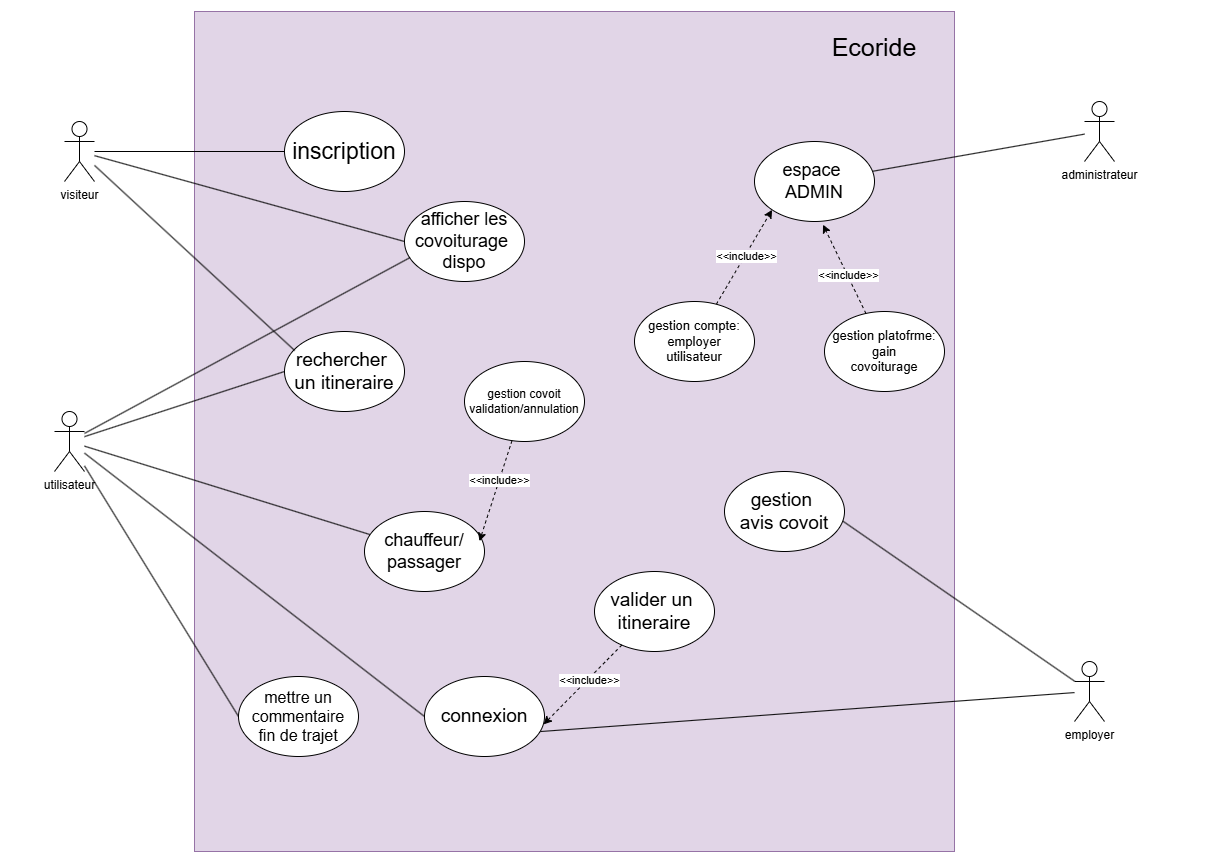 Ecoride
visiteur
inscription
administrateur
espace
ADMIN
afficher les
covoiturage
dispo
<<include>>
<<include>>
gestion compte:
employer
utilisateur
gestion platofrme:
gain
covoiturage
rechercher
un itineraire
gestion covoit
validation/annulation
utilisateur
<<include>>
gestion
avis covoit
chauffeur/
passager
valider un
itineraire
<<include>>
mettre un
commentaire
fin de trajet
connexion
employer